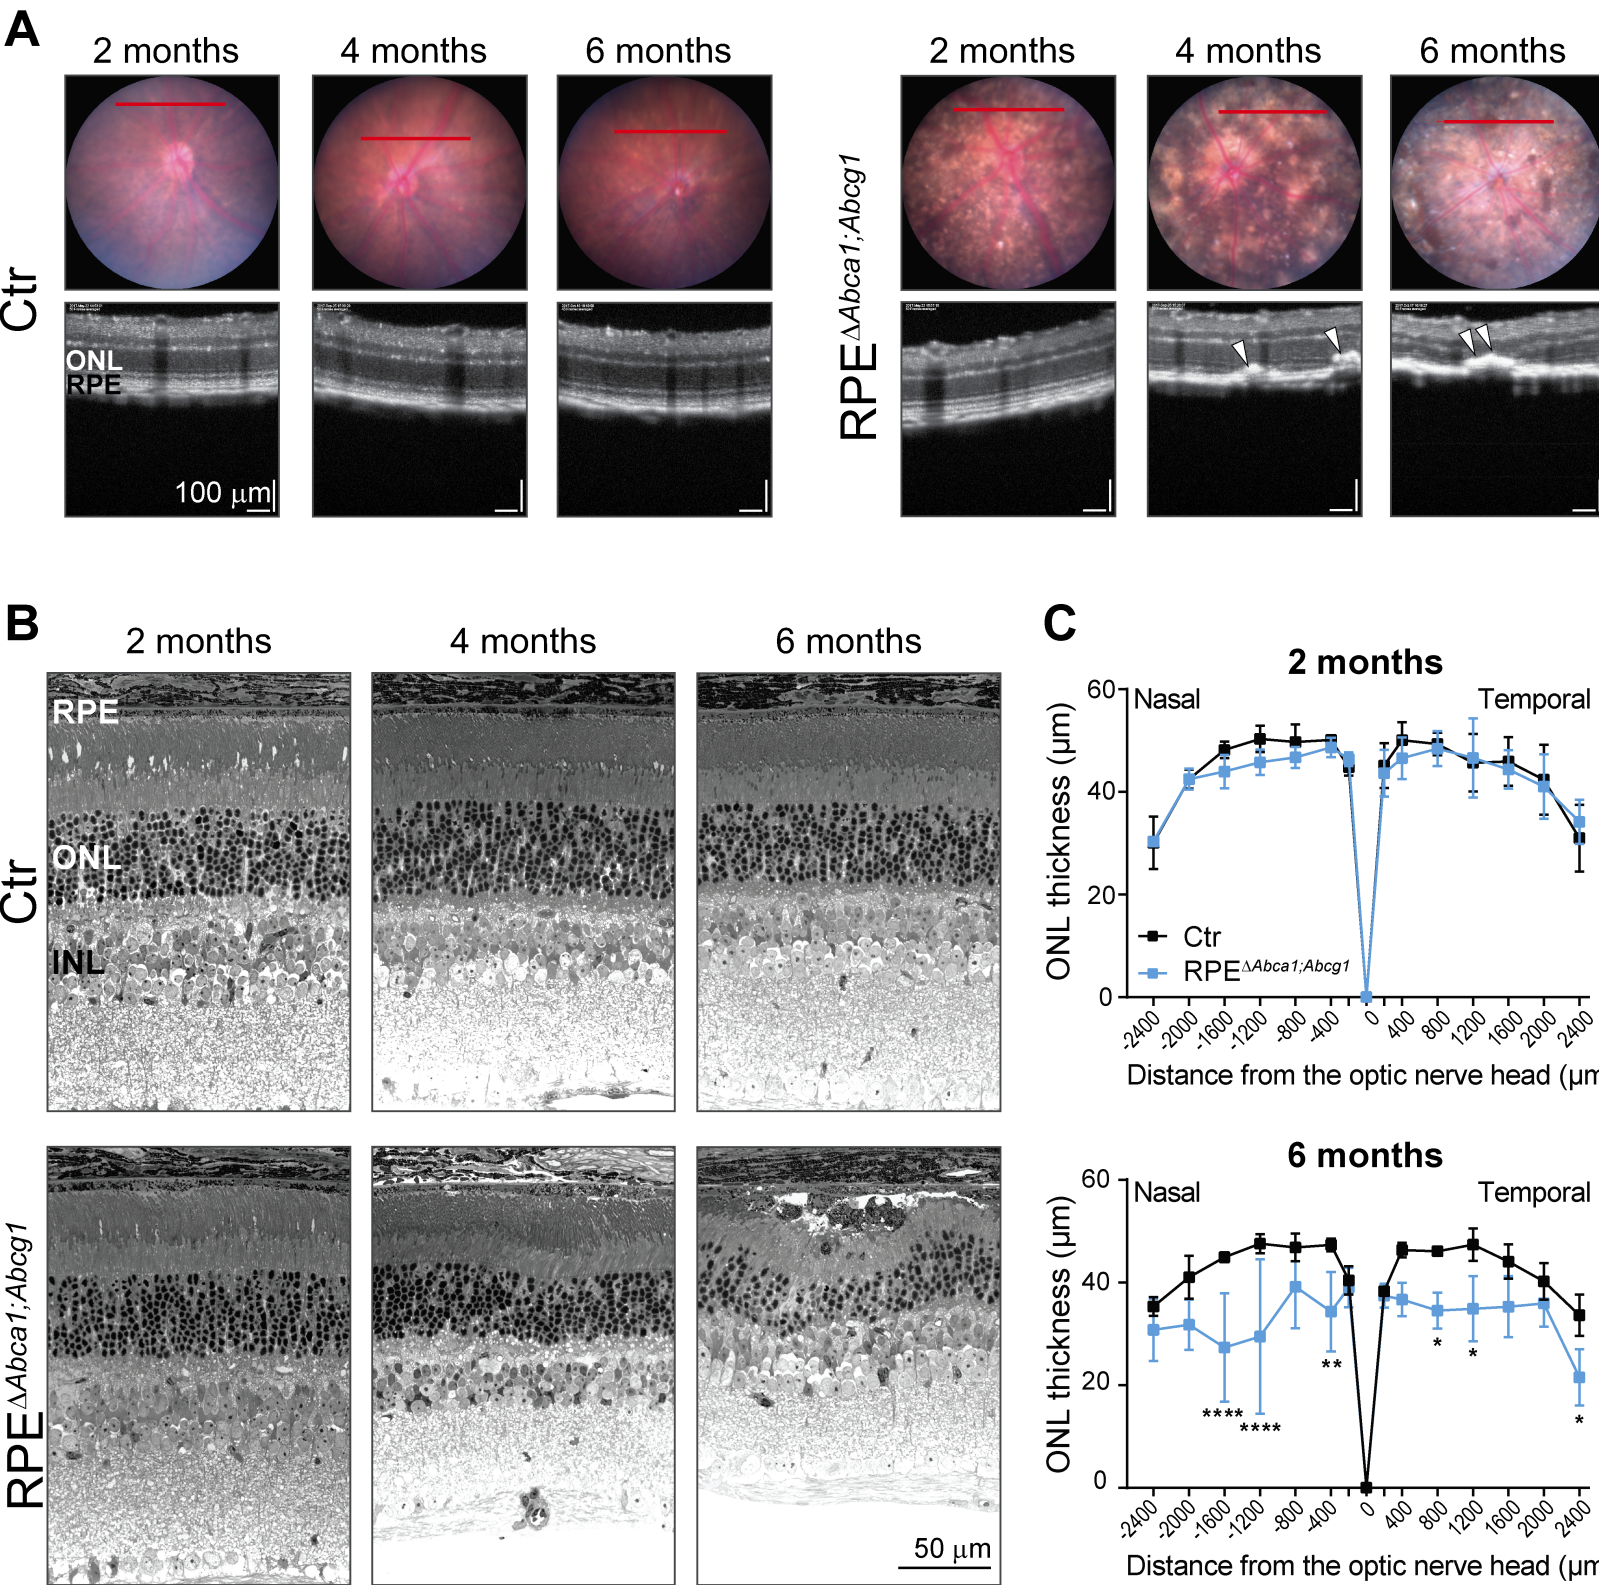 A
2 months
4 months
6 months
2 months
4 months
6 months
Ctr
RPEΔAbca1;Abcg1
ONL
RPE
100 μm
B
2 months
4 months
6 months
Ctr
RPE
ONL
INL
RPEΔAbca1;Abcg1
50 μm
C
2 months
Nasal
Temporal
ONL thickness (μm)
60
40
20
0
Ctr
RPEΔAbca1;Abcg1
-2400 -2000 -1600 -1200 -800 -400 0 400 800 1200 1600 2000 2400
Distance from the optic nerve head (μm
6 months
Nasal
Temporal
ONL thickness (μm)
60
40
20
0
**** **** ** * * *
-2400 -2000 -1600 -1200 -800 -400 0 400 800 1200 1600 2000 2400
Distance from the optic nerve head (μm